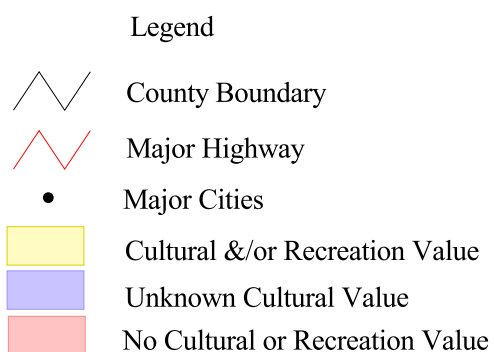 Legend
County Boundary
Major Highway
Major Cities
Cultural &/or Recreation Value
Unknown Cultural Value
No Cultural or Recreation Value